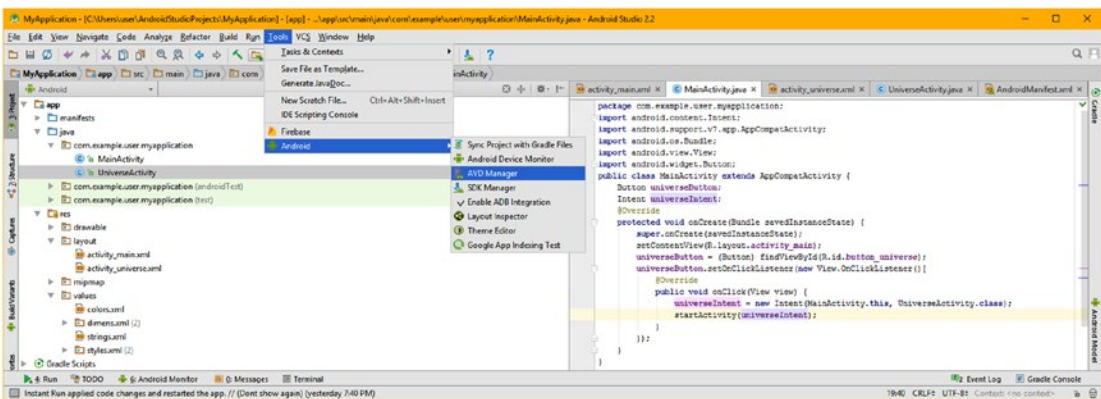 MyApplication - [C:\Users\user\AndroidStudioProjects\MyApplication] - [app] - ...\app\src\main\java\com\example\user\myapplication\MainActivity.java - Android Studio 2.2
File Edit View Navigate Code Analyze Refactor Build Run Tools VCS Window Help
MyApplication app src main java com
Android
app
manifests
java
com.example.user.myapplication
MainActivity
UniverseActivity
com.example.user.myapplication (androidTest)
com.example.user.myapplication (test)
res
drawable
layout
activity_main.xml
activity_universe.xml
mipmap
values
colors.xml
dimens.xml (2)
strings.xml
styles.xml (2)
Gradle Scripts
Tasks & Contexts
Save File as Template...
Generate JavaDoc...
New Scratch File... Ctrl+Alt+Shift+Insert
IDE Scripting Console
Firebase
Android
Sync Project with Gradle Files
Android Device Monitor
AVD Manager
SDK Manager
Enable ADB Integration
Layout Inspector
Theme Editor
Google App Indexing Test
activity_main.xml MainActivity.java activity_universe.xml UniverseActivity.java AndroidManifest.xml
package com.example.user.myapplication;
import android.content.Intent;
import android.support.v7.app.AppCompatActivity;
import android.os.Bundle;
import android.view.View;
import android.widget.Button;
public class MainActivity extends AppCompatActivity {
Button universeButton;
Intent universeIntent;
@Override
protected void onCreate(Bundle savedInstanceState) {
super.onCreate(savedInstanceState);
setContentView(R.layout.activity_main);
universeButton = (Button) findViewById(R.id.button_universe);
universeButton.setOnClickListener(new View.OnClickListener(){
@Override
public void onClick(View view) {
universeIntent = new Intent(MainActivity.this, UniverseActivity.class);
startActivity(universeIntent);
}
});
}
}
1: Project
Z: Structure
Captures
Build Variants
Gradle
Android Model
4: Run TODO 6: Android Monitor 0: Messages Terminal
2 Event Log Gradle Console
Instant Run applied code changes and restarted the app. // (Dont show again) (yesterday 7:40 PM)
19:40 CRLF UTF-8 Context: <no context>